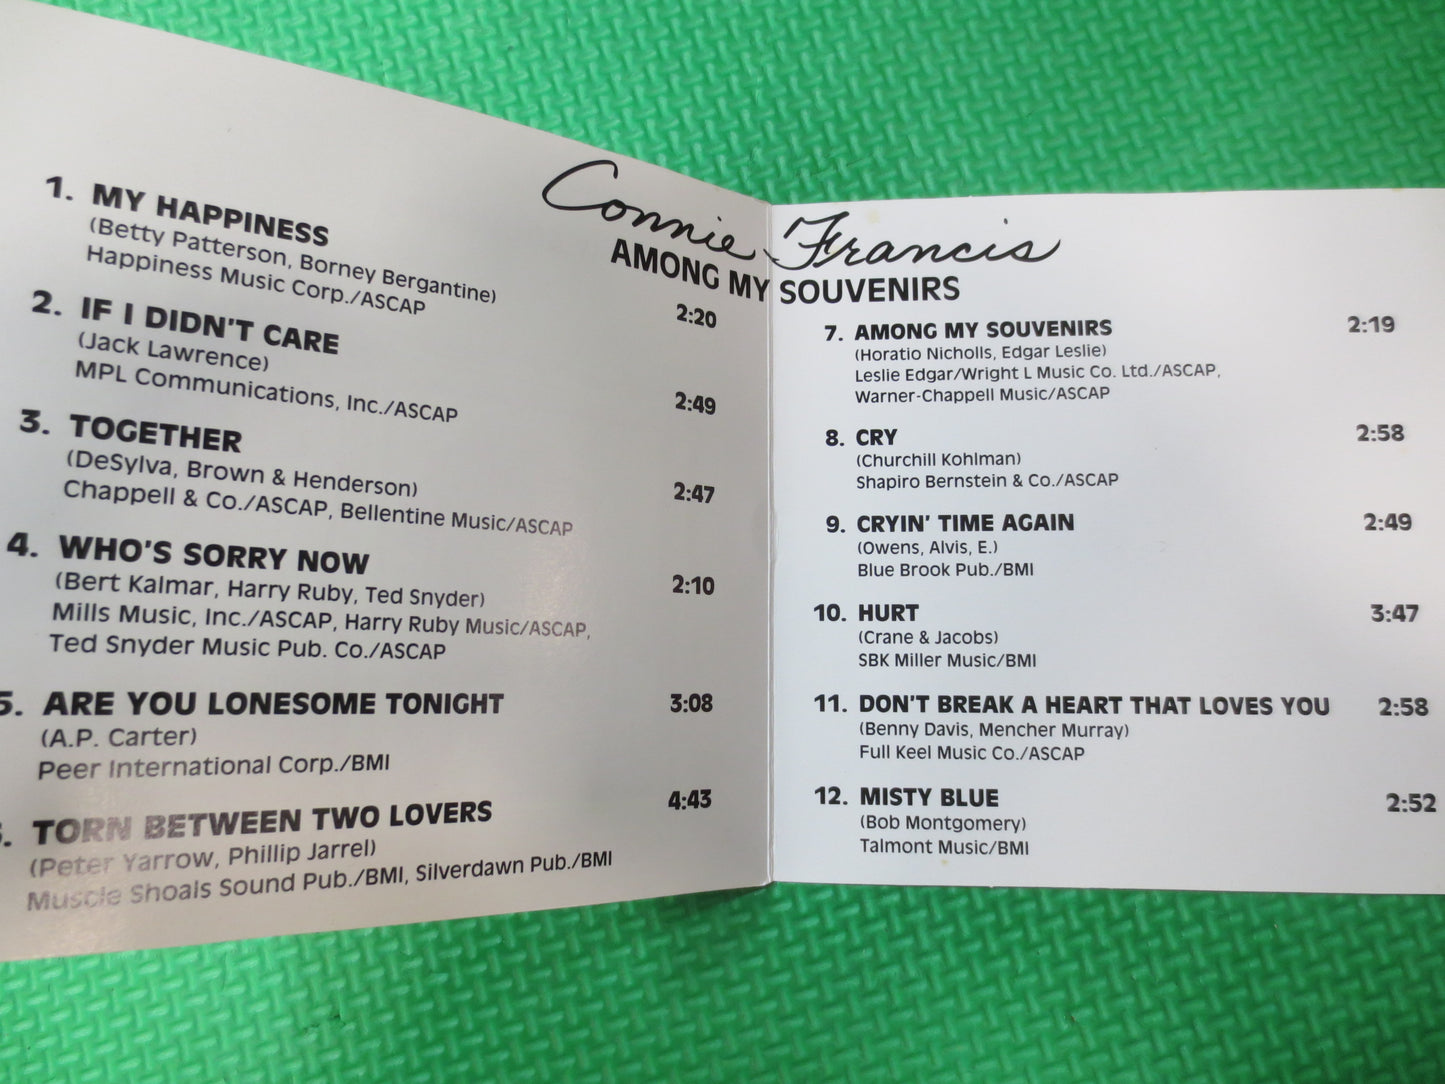 Connie Francis
AMONG MY SOUVENIRS
1. MY HAPPINESS
(Betty Patterson, Borney Bergantine)
Happiness Music Corp./ASCAP
2:20
2. IF I DIDN'T CARE
(Jack Lawrence)
MPL Communications, Inc./ASCAP
2:49
3. TOGETHER
(DeSylva, Brown & Henderson)
Chappell & Co./ASCAP, Bellentine Music/ASCAP
2:47
4. WHO'S SORRY NOW
(Bert Kalmar, Harry Ruby, Ted Snyder)
Mills Music, Inc./ASCAP, Harry Ruby Music/ASCAP,
Ted Snyder Music Pub. Co./ASCAP
2:10
5. ARE YOU LONESOME TONIGHT
(A.P. Carter)
Peer International Corp./BMI
3:08
6. TORN BETWEEN TWO LOVERS
(Peter Yarrow, Phillip Jarrel)
Muscle Shoals Sound Pub./BMI, Silverdawn Pub./BMI
4:43
7. AMONG MY SOUVENIRS 2:19
(Horatio Nicholls, Edgar Leslie)
Leslie Edgar/Wright L Music Co. Ltd./ASCAP,
Warner-Chappell Music/ASCAP
8. CRY 2:58
(Churchill Kohlman)
Shapiro Bernstein & Co./ASCAP
9. CRYIN' TIME AGAIN 2:49
(Owens, Alvis, E.)
Blue Brook Pub./BMI
10. HURT 3:47
(Crane & Jacobs)
SBK Miller Music/BMI
11. DON'T BREAK A HEART THAT LOVES YOU 2:58
(Benny Davis, Mencher Murray)
Full Keel Music Co./ASCAP
12. MISTY BLUE 2:52
(Bob Montgomery)
Talmont Music/BMI